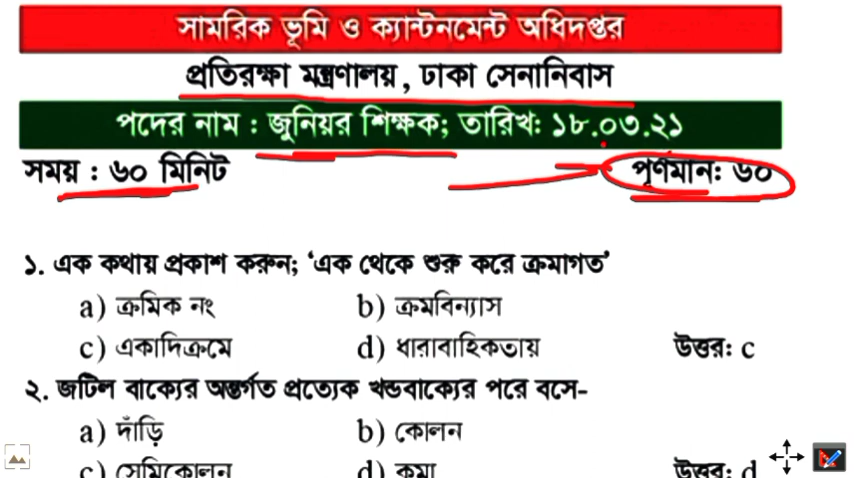 সামরিক ভূমি ও ক্যান্টনমেন্ট অধিদপ্তর
প্রতিরক্ষা মন্ত্রণালয়, ঢাকা সেনানিবাস
পদের নাম : জুনিয়র শিক্ষক; তারিখ: ১৮.০৩.২১
সময় : ৬০ মিনিট পূর্ণমান: ৬০
১. এক কথায় প্রকাশ করুন; ‘এক থেকে শুরু করে ক্রমাগত’
a) ক্রমিক নং b) ক্রমবিন্যাস
c) একাদিক্রমে d) ধারাবাহিকতায় উত্তর: c
২. জটিল বাক্যের অন্তর্গত প্রত্যেক খন্ডবাক্যের পরে বসে-
a) দাঁড়ি b) কোলন
c) সেমিকোলন d) কমা উত্তর: d